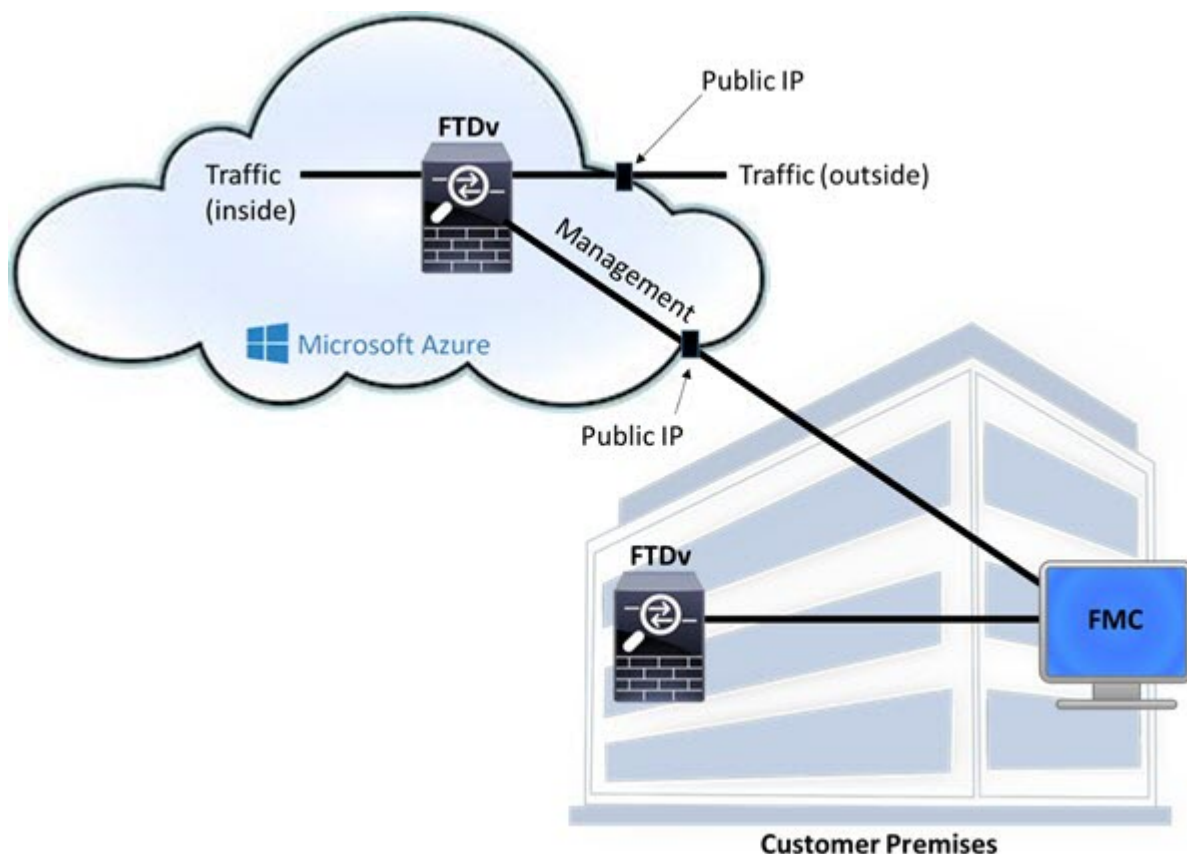 Public IP
FTDv
Traffic
(inside)
Traffic (outside)
Management
Microsoft Azure
Public IP
FTDv
FMC
Customer Premises